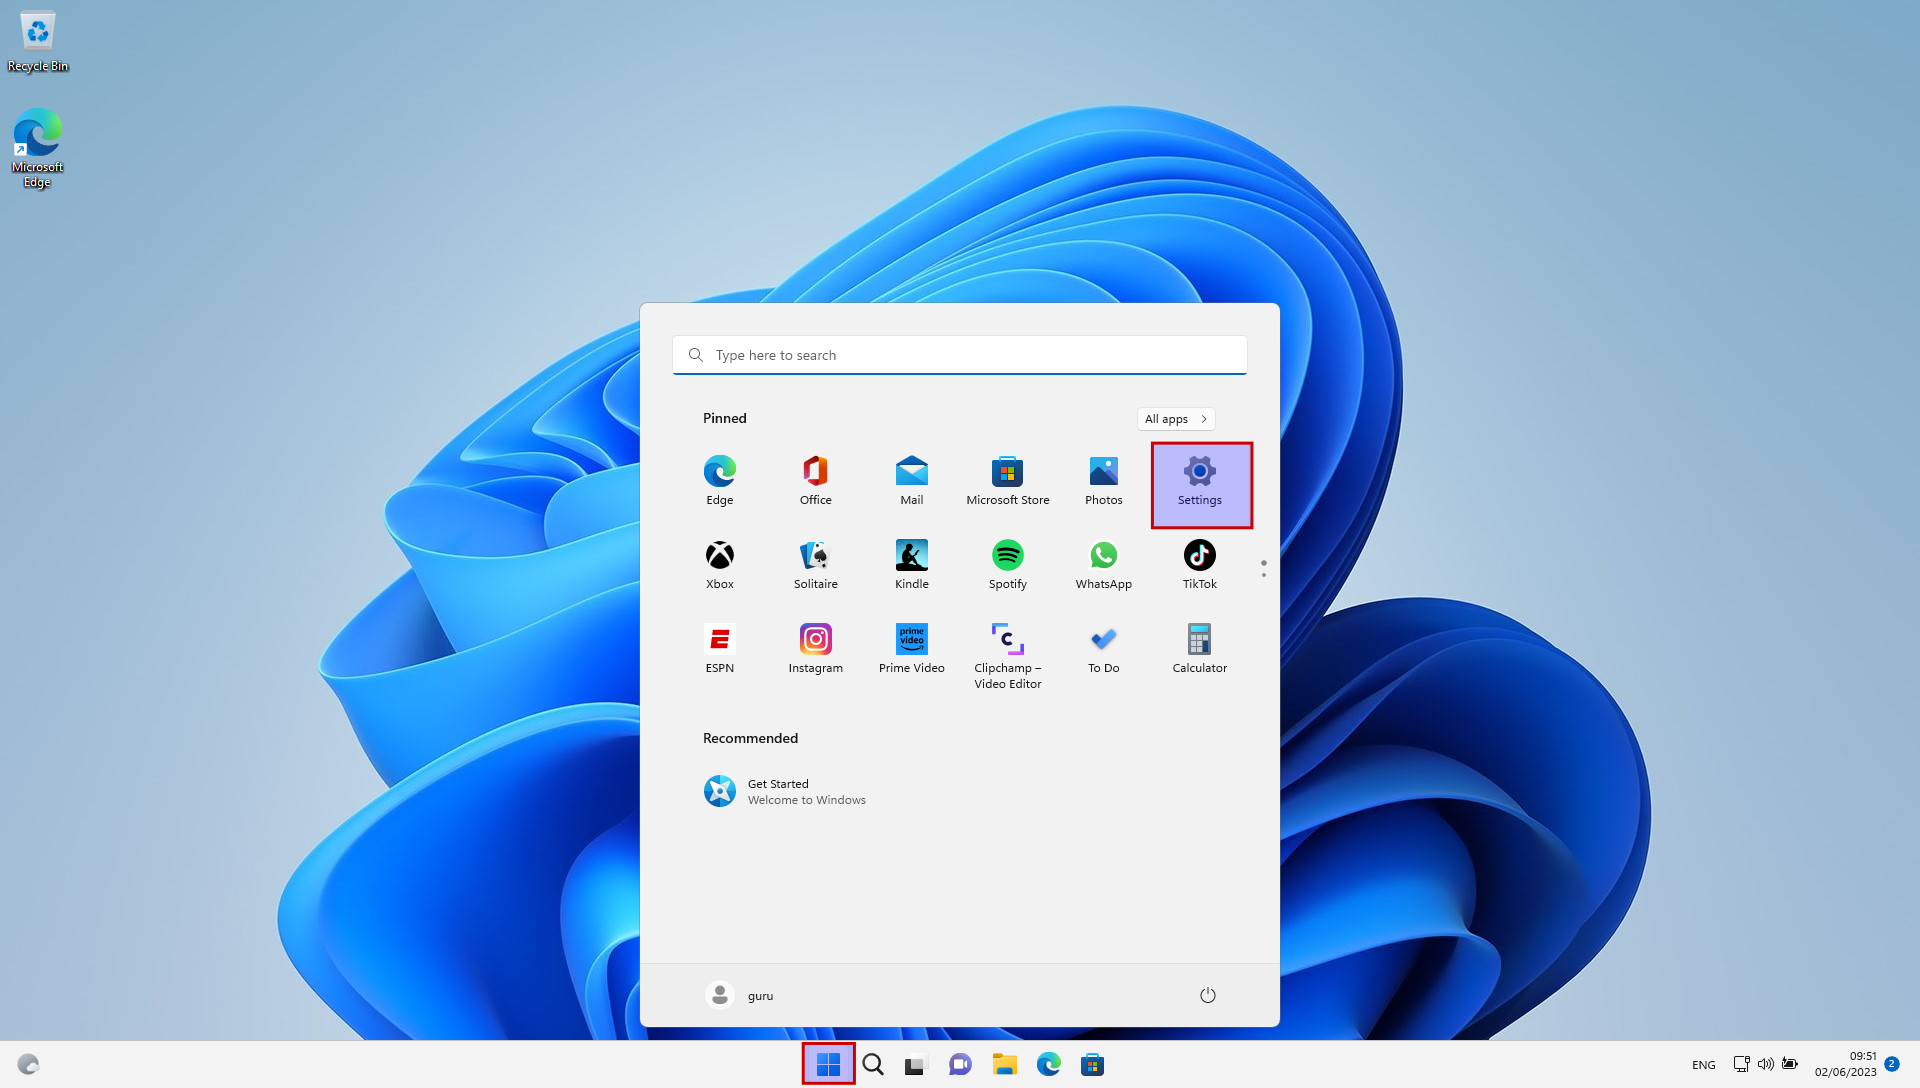 Recycle Bin
Microsoft
Edge
Type here to search
Pinned
All apps
Edge
Office
Mail
Microsoft Store
Photos
Settings
Xbox
Solitaire
Kindle
Spotify
WhatsApp
TikTok
ESPN
Instagram
prime
video
Prime Video
Clipchamp –
Video Editor
To Do
Calculator
Recommended
Get Started
Welcome to Windows
guru
ENG
09:51
02/06/2023
2